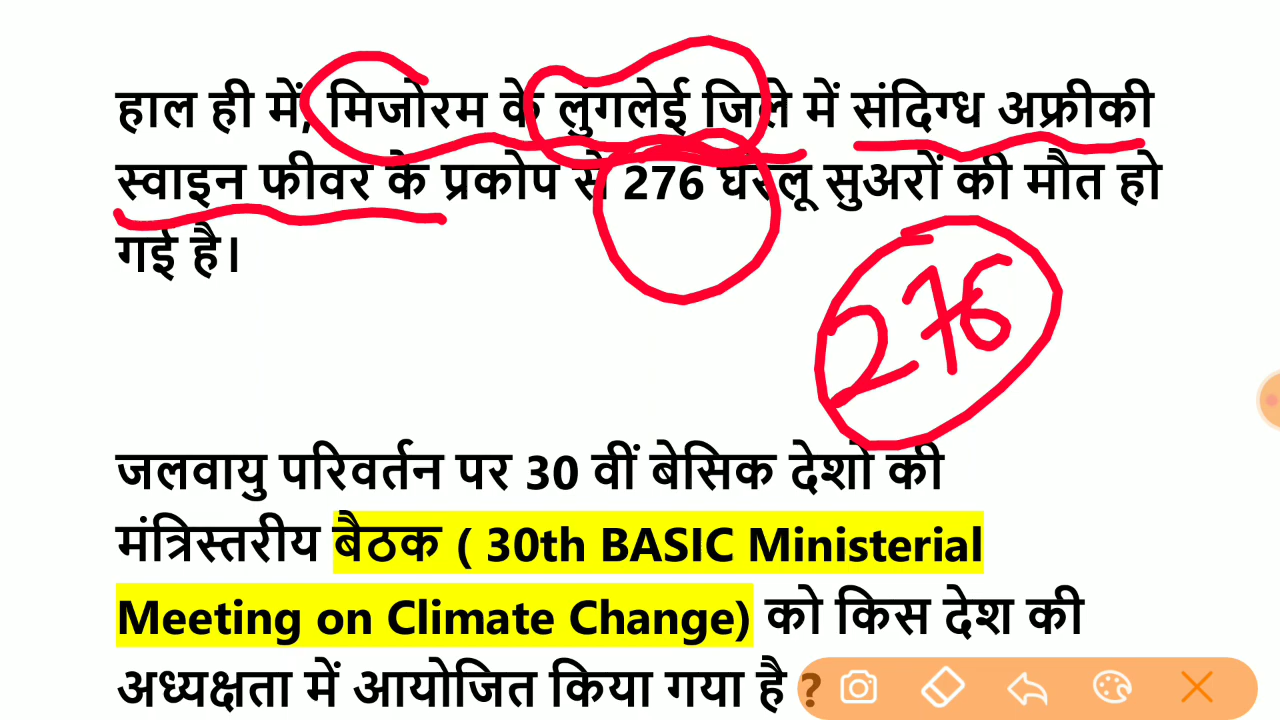 हाल ही में, मिजोरम के लुंगलेई जिले में संदिग्ध अफ्रीकी
स्वाइन फीवर के प्रकोप से 276 घरेलू सुअरों की मौत हो
गई है।
276
जलवायु परिवर्तन पर 30 वीं बेसिक देशों की
मंत्रिस्तरीय बैठक ( 30th BASIC Ministerial
Meeting on Climate Change) को किस देश की
अध्यक्षता में आयोजित किया गया है ?